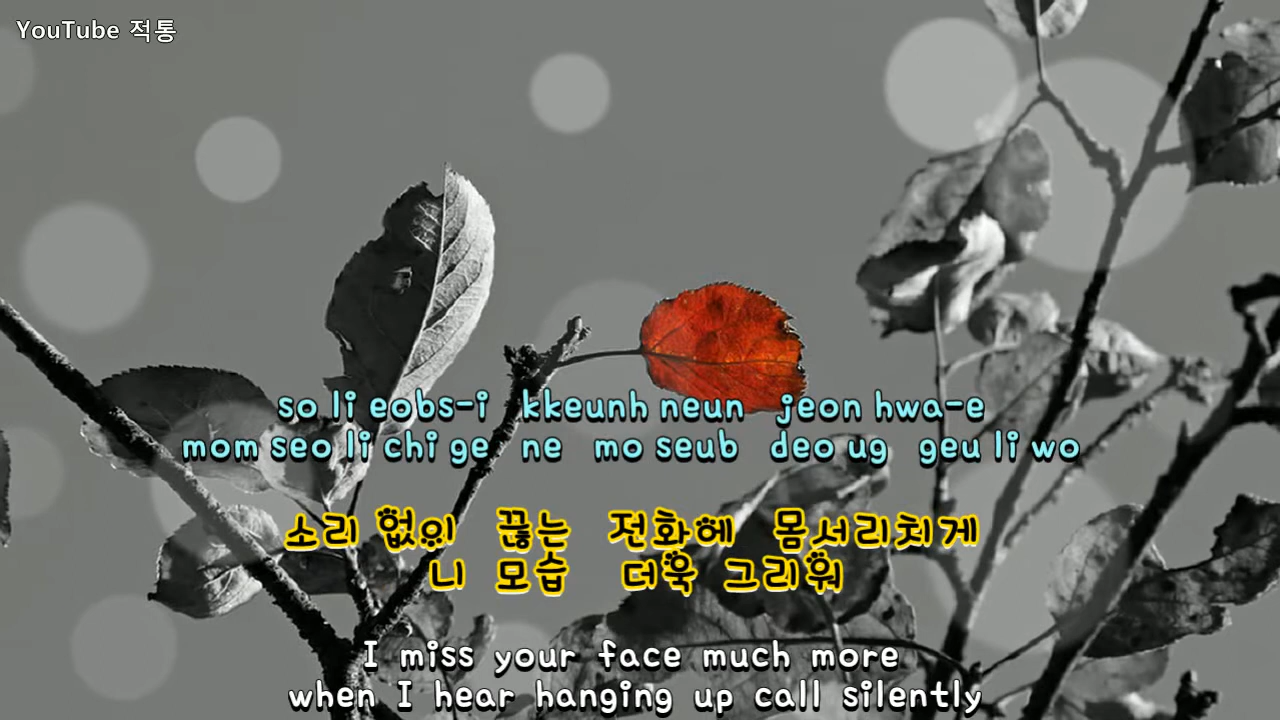 YouTube 적통
so li eobs-i kkeunh neun jeon hwa-e
mom seo li chi ge ne mo seub deo ug geu li wo
소리 없이 끊는 전화에 몸서리치게
니 모습 더욱 그리워
I miss your face much more
when I hear hanging up call silently